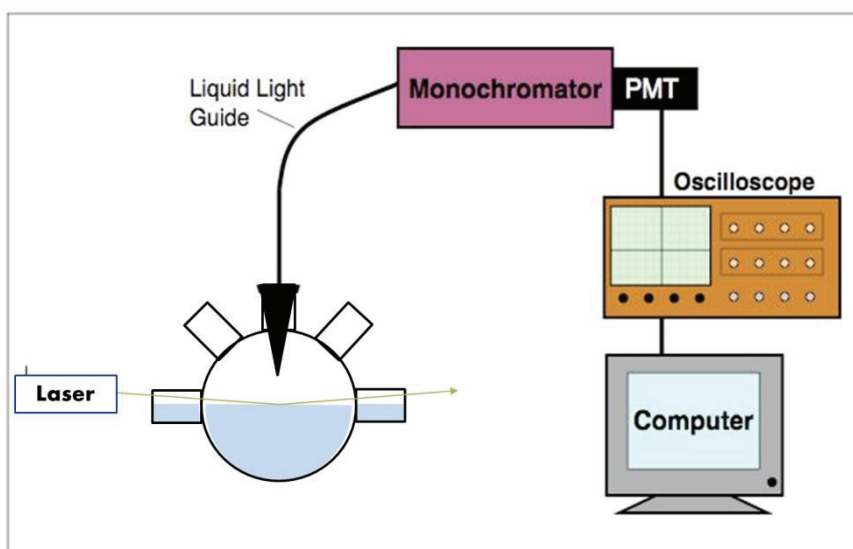 Liquid Light
Guide
Monochromator
PMT
Oscilloscope
Laser
Computer